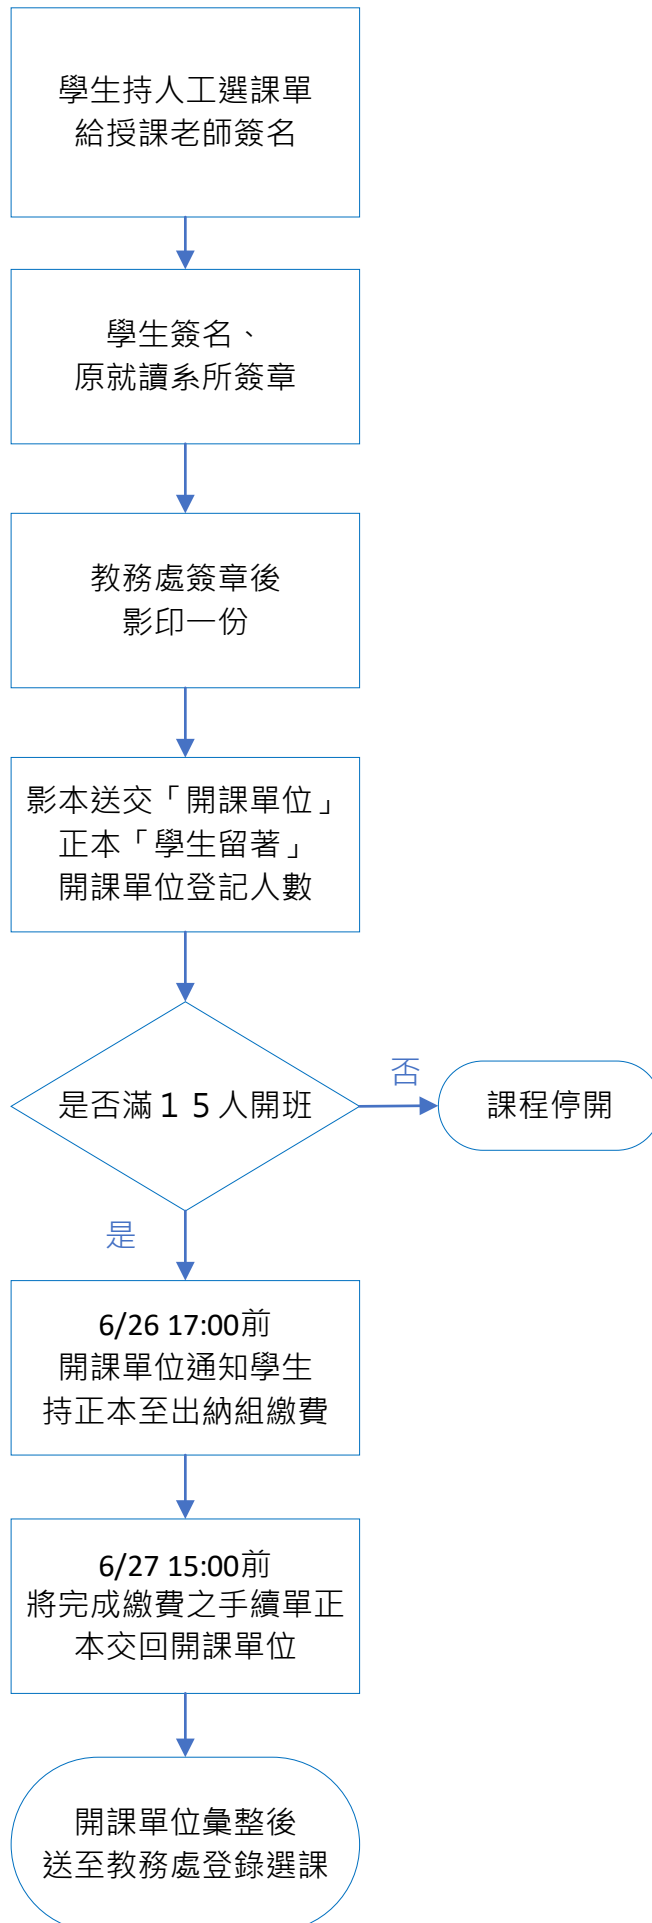 學生持人工選課單
給授課老師簽名
學生簽名、
原就讀系所簽章
教務處簽章後
影印一份
影本送交「開課單位」
正本「學生留著」
開課單位登記人數
是否滿１５人開班
否
課程停開
是
6/26 17:00前
開課單位通知學生
持正本至出納組繳費
6/27 15:00前
將完成繳費之手續單正
本交回開課單位
開課單位彙整後
送至教務處登錄選課